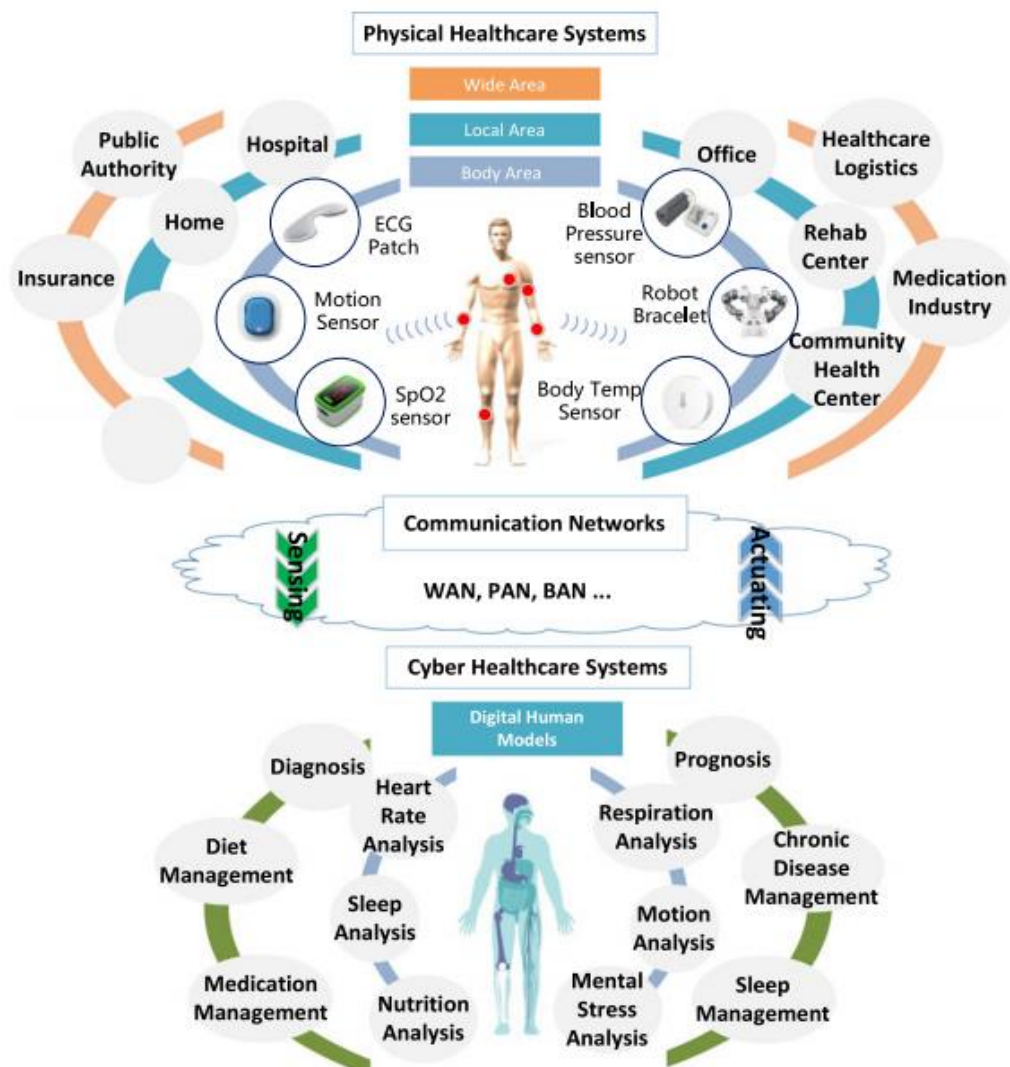 Physical Healthcare Systems
Wide Area
Local Area
Body Area
Public
Authority
Hospital
Home
Insurance
ECG
Patch
Motion
Sensor
SpO2
sensor
Blood
Pressure
sensor
Robot
Bracelet
Body Temp
Sensor
Office
Rehab
Center
Community
Health
Center
Healthcare
Logistics
Medication
Industry
Communication Networks
Sensing
WAN, PAN, BAN ...
Actuating
Cyber Healthcare Systems
Digital Human
Models
Diagnosis
Diet
Management
Medication
Management
Heart
Rate
Analysis
Sleep
Analysis
Nutrition
Analysis
Respiration
Analysis
Motion
Analysis
Mental
Stress
Analysis
Prognosis
Chronic
Disease
Management
Sleep
Management